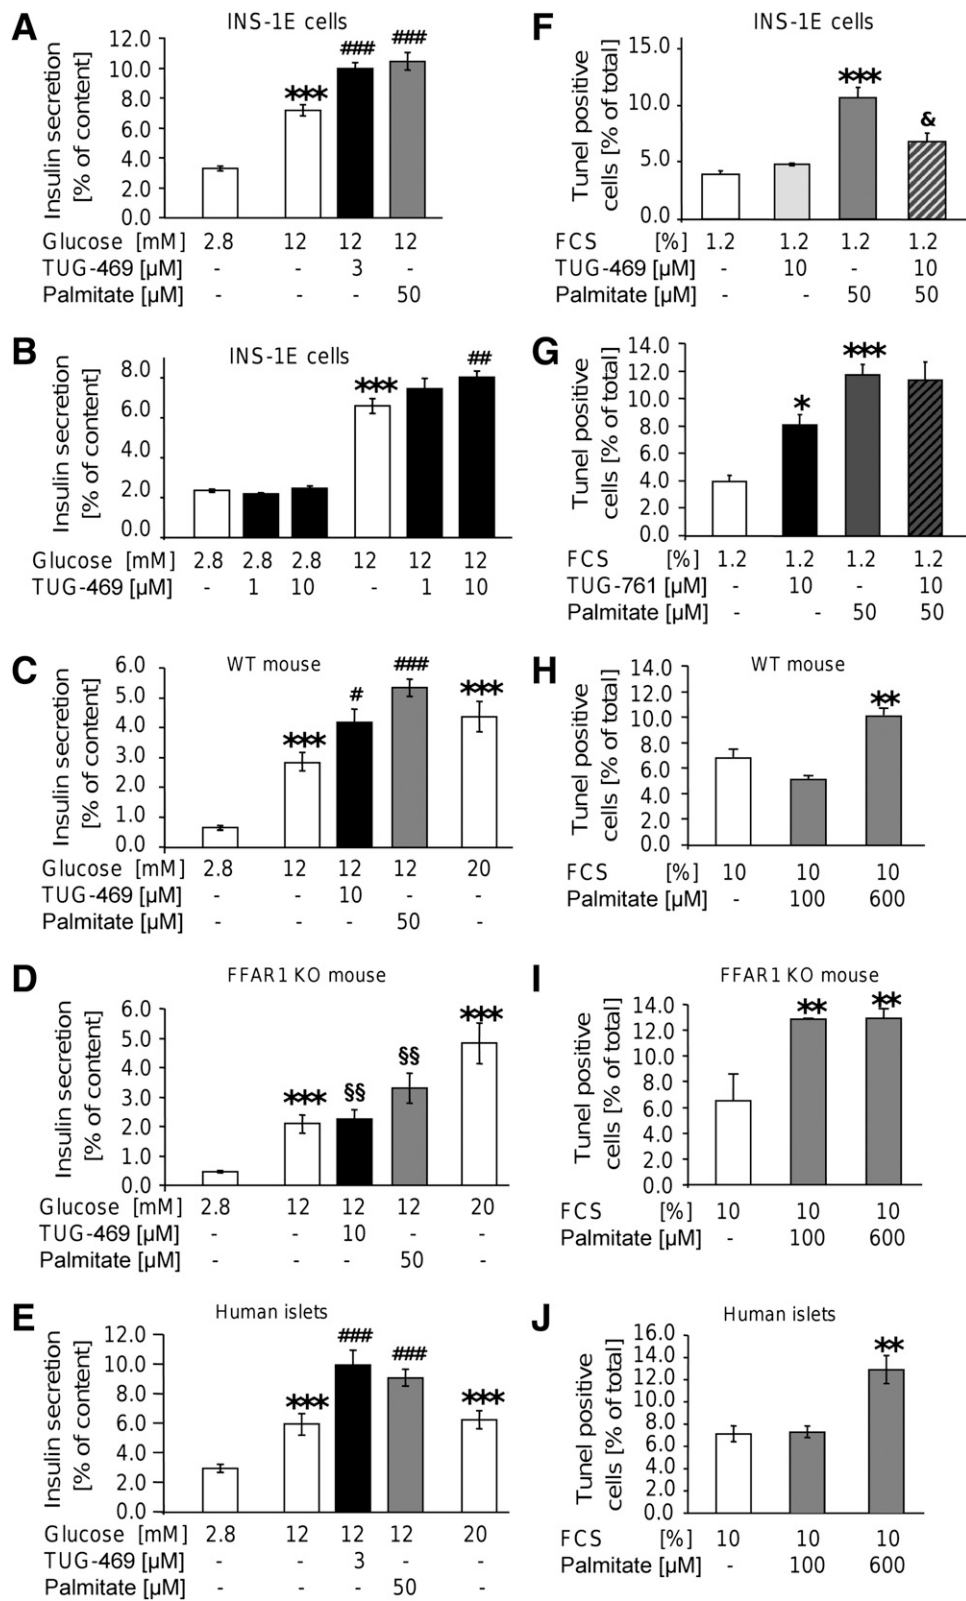 A
INS-1E cells
Insulin secretion
[% of content]
12.0
10.0
8.0
6.0
4.0
2.0
0.0
***
###
###
Glucose [mM] 2.8 12 12 12
TUG-469 [µM] - - 3 -
Palmitate [µM] - - - 50
B
INS-1E cells
Insulin secretion
[% of content]
8.0
6.0
4.0
2.0
0.0
***
##
Glucose [mM] 2.8 2.8 2.8 12 12 12
TUG-469 [µM] - 1 10 - 1 10
C
WT mouse
Insulin secretion
[% of content]
6.0
5.0
4.0
3.0
2.0
1.0
0.0
***
#
###
***
Glucose [mM] 2.8 12 12 12 20
TUG-469 [µM] - - 10 - -
Palmitate [µM] - - - 50 -
D
FFAR1 KO mouse
Insulin secretion
[% of content]
6.0
5.0
4.0
3.0
2.0
1.0
0.0
***
§§
§§
***
Glucose [mM] 2.8 12 12 12 20
TUG-469 [µM] - - 10 - -
Palmitate [µM] - - - 50 -
E
Human islets
Insulin secretion
[% of content]
12.0
10.0
8.0
6.0
4.0
2.0
0.0
***
###
###
***
Glucose [mM] 2.8 12 12 12 20
TUG-469 [µM] - - 3 - -
Palmitate [µM] - - - 50 -
F
INS-1E cells
Tunel positive
cells [% of total]
15.0
10.0
5.0
0.0
***
&
FCS [%] 1.2 1.2 1.2 1.2
TUG-469 [µM] - 10 - 10
Palmitate [µM] - - 50 50
G
Tunel positive
cells [% of total]
14.0
12.0
10.0
8.0
6.0
4.0
2.0
0.0
*
***
FCS [%] 1.2 1.2 1.2 1.2
TUG-761 [µM] - 10 - 10
Palmitate [µM] - - 50 50
H
WT mouse
Tunel positive
cells [% of total]
14.0
12.0
10.0
8.0
6.0
4.0
2.0
0.0
**
FCS [%] 10 10 10
Palmitate [µM] - 100 600
I
FFAR1 KO mouse
Tunel positive
cells [% of total]
14.0
12.0
10.0
8.0
6.0
4.0
2.0
0.0
**
**
FCS [%] 10 10 10
Palmitate [µM] - 100 600
J
Human islets
Tunel positive
cells [% of total]
16.0
14.0
12.0
10.0
8.0
6.0
4.0
2.0
0.0
**
FCS [%] 10 10 10
Palmitate [µM] - 100 600